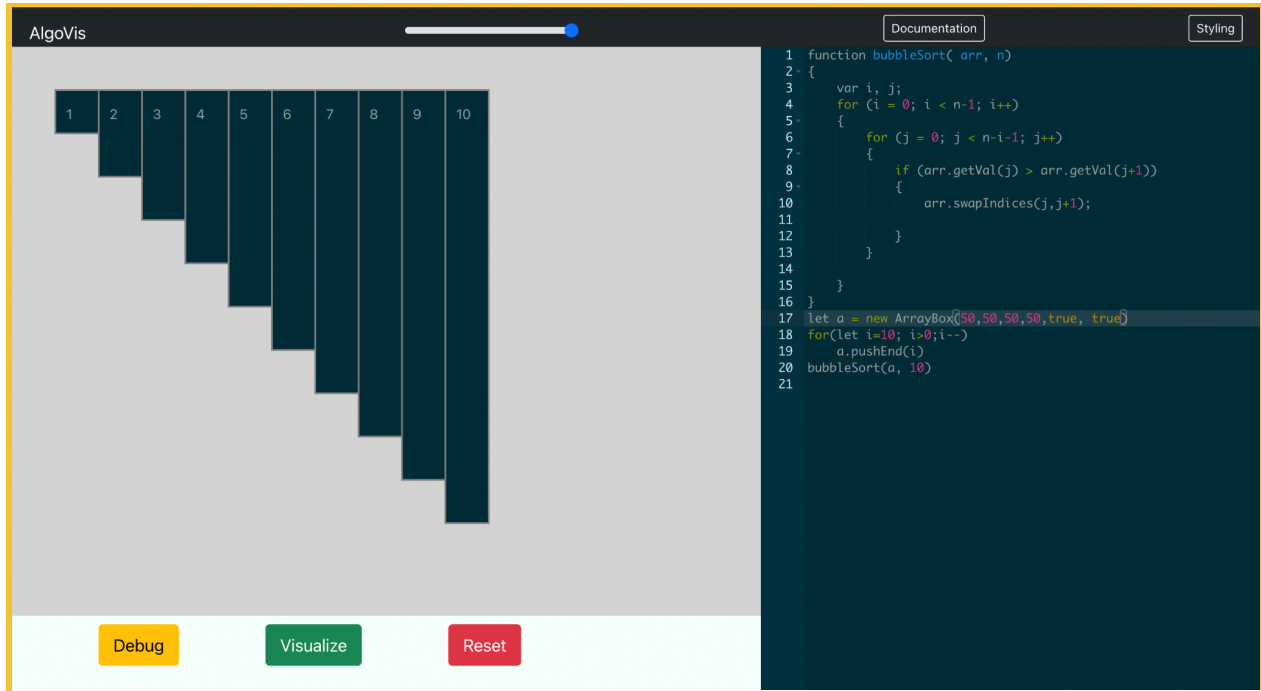 AlgoVis
Documentation
Styling
1 2 3 4 5 6 7 8 9 10
Debug
Visualize
Reset
1 function bubbleSort( arr, n)
2 {
3     var i, j;
4     for (i = 0; i < n-1; i++)
5     {
6         for (j = 0; j < n-i-1; j++)
7         {
8             if (arr.getVal(j) > arr.getVal(j+1))
9             {
10                 arr.swapIndices(j,j+1);
11
12             }
13         }
14
15     }
16 }
17 let a = new ArrayBox(50,50,50,50,true, true)
18 for(let i=10; i>0;i--)
19     a.pushEnd(i)
20 bubbleSort(a, 10)
21